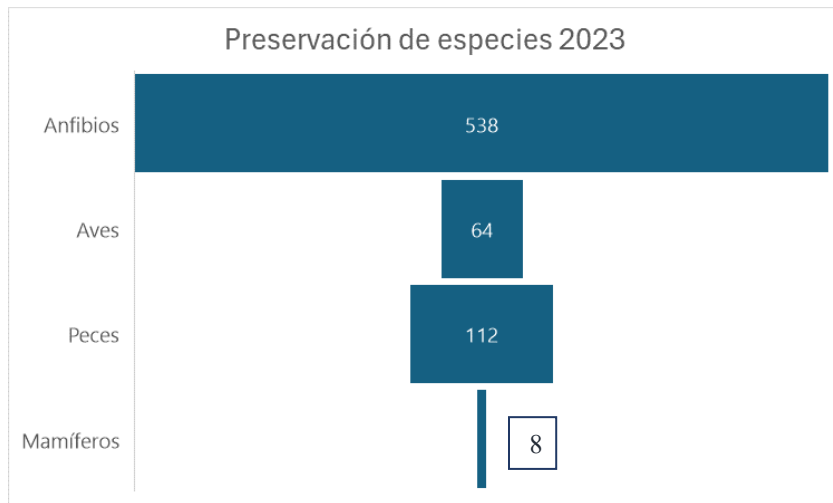 Preservación de especies 2023
Anfibios 538
Aves 64
Peces 112
Mamíferos 8